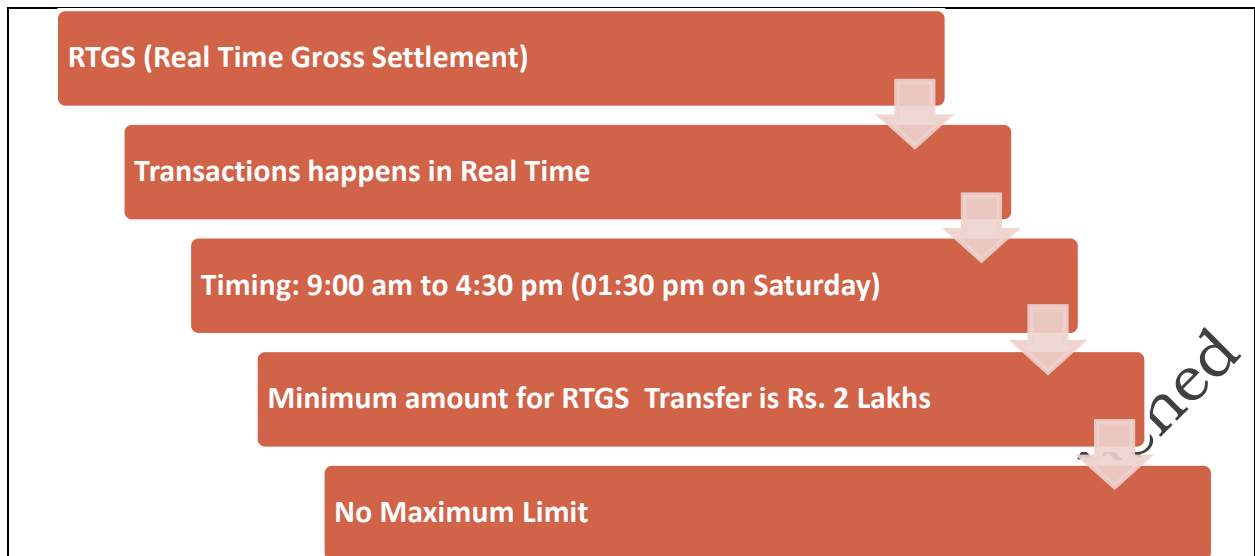 RTGS (Real Time Gross Settlement)
Transactions happens in Real Time
Timing: 9:00 am to 4:30 pm (01:30 pm on Saturday)
Minimum amount for RTGS Transfer is Rs. 2 Lakhs
No Maximum Limit